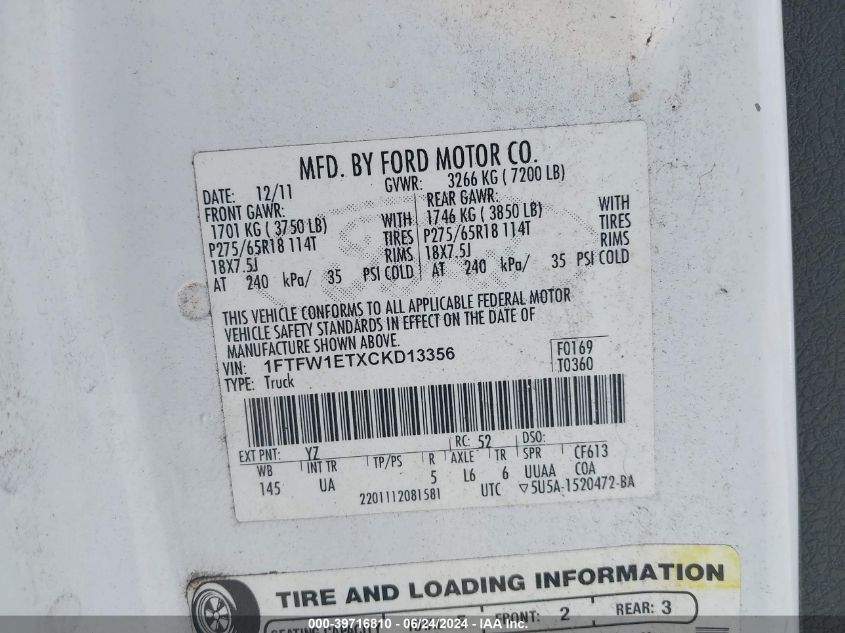 MFD. BY FORD MOTOR CO.
DATE: 12/11 GVWR: 3266 KG ( 7200 LB)
FRONT GAWR: REAR GAWR:
1701 KG ( 3750 LB) WITH 1746 KG ( 3850 LB) WITH
P275/65R18 114T TIRES P275/65R18 114T TIRES
18X7.5J RIMS 18X7.5J RIMS
AT 240 kPa/ 35 PSI COLD AT 240 kPa/ 35 PSI COLD
THIS VEHICLE CONFORMS TO ALL APPLICABLE FEDERAL MOTOR
VEHICLE SAFETY STANDARDS IN EFFECT ON THE DATE OF
MANUFACTURE SHOWN ABOVE.
VIN: 1FTFW1ETXCKD13356 F0169
TYPE: Truck T0360
EXT PNT: YZ RC: 52 DSO:
WB INT TR TP/PS R AXLE TR SPR CF613
145 UA 5 L6 6 UUAA COA
2201112081581 UTC ▽5U5A-1520472-BA
TIRE AND LOADING INFORMATION
SEATING CAPACITY FRONT: 2 REAR: 3
000-39716810 - 06/24/2024 - IAA Inc.